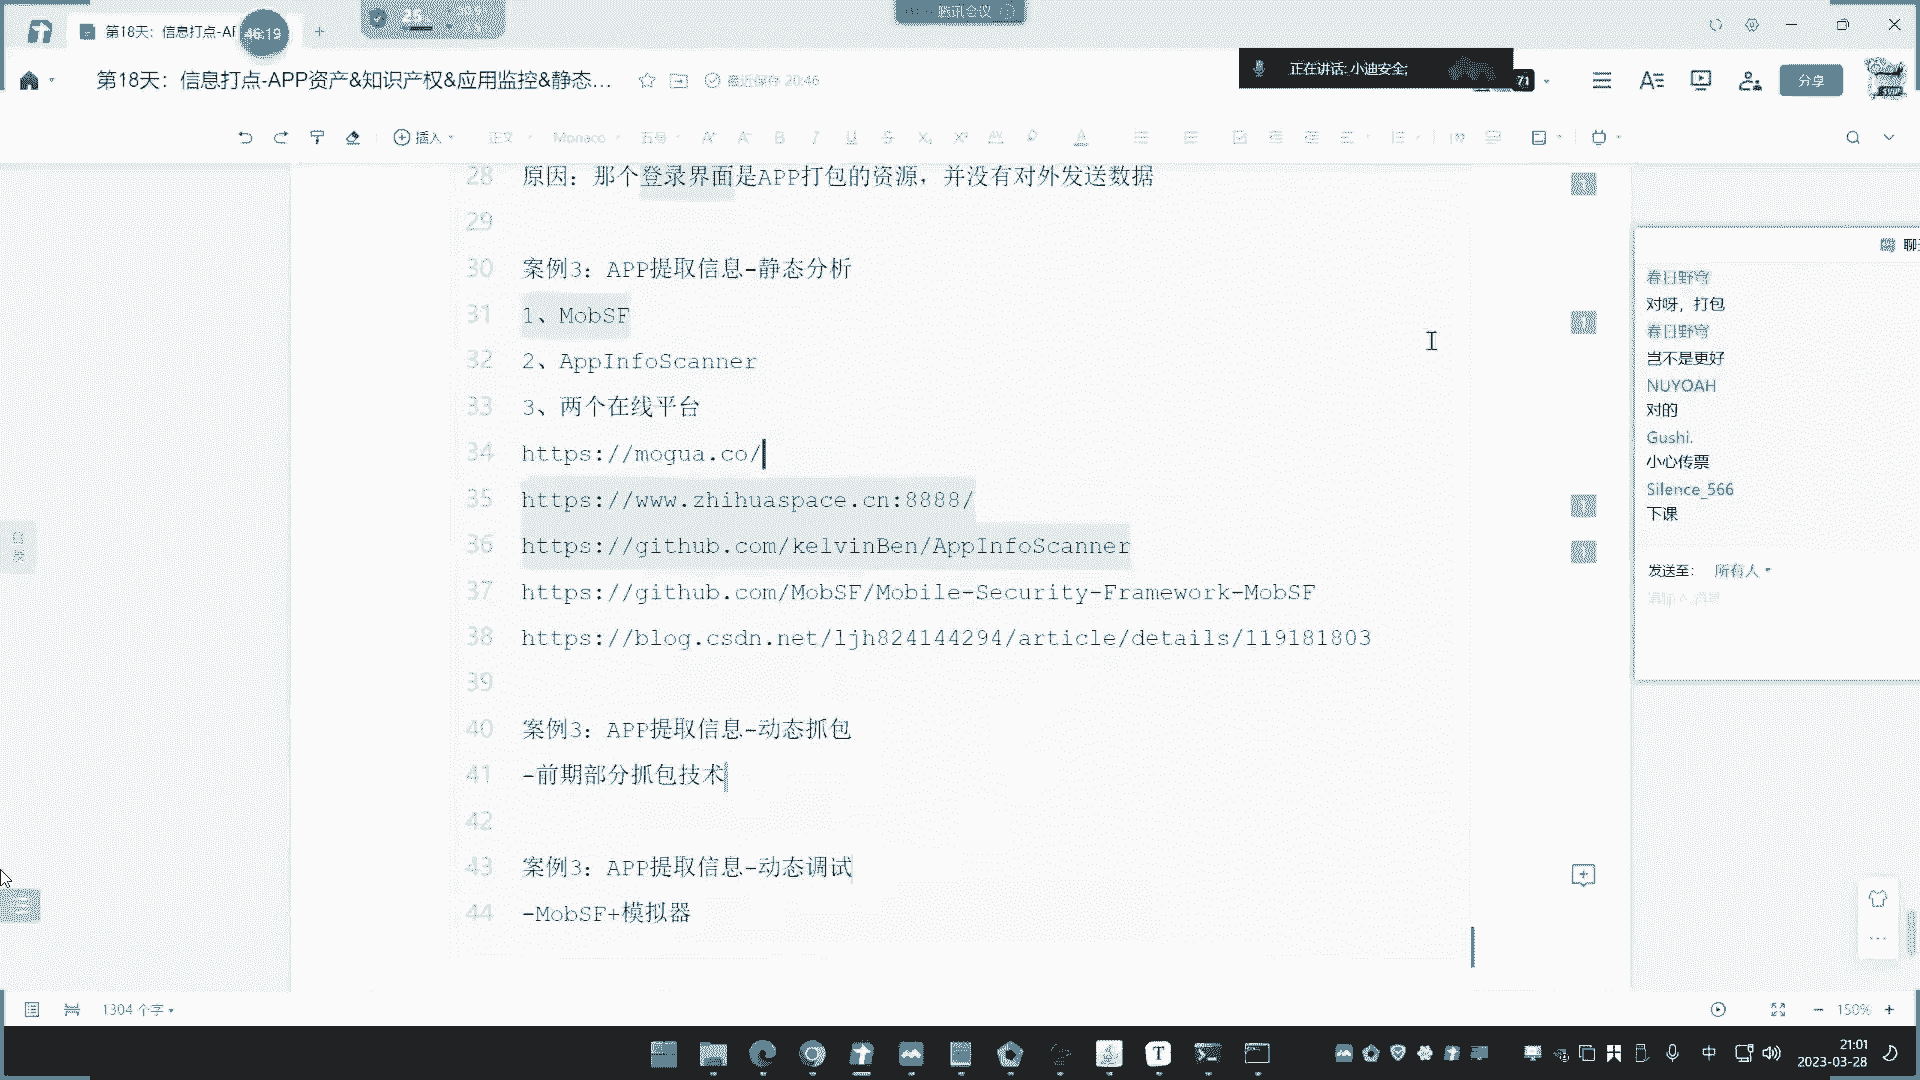 第18天：信息打点-AF
46:19
腾讯会议
第18天：信息打点-APP资产&知识产权&应用监控&静态...
最近保存 20:46
正在讲话: 小迪安全;
71
分享
插入
正文
Monaco
五号
28 原因：那个登录界面是APP打包的资源，并没有对外发送数据
29
30 案例3：APP提取信息-静态分析
31 1、MobSF
32 2、AppInfoScanner
33 3、两个在线平台
34 https://mogua.co/
35 https://www.zhihuaspace.cn:8888/
36 https://github.com/kelvinBen/AppInfoScanner
37 https://github.com/MobSF/Mobile-Security-Framework-MobSF
38 https://blog.csdn.net/ljh824144294/article/details/119181803
39
40 案例3：APP提取信息-动态抓包
41 -前期部分抓包技术
42
43 案例3：APP提取信息-动态调试
44 -MobSF+模拟器
春日野穹
对呀，打包
春日野穹
岂不是更好
NUYOAH
对的
Gushi.
小心传票
Silence_566
下课
发送至：
所有人
1304 个字
150%
中
21:01
2023-03-28